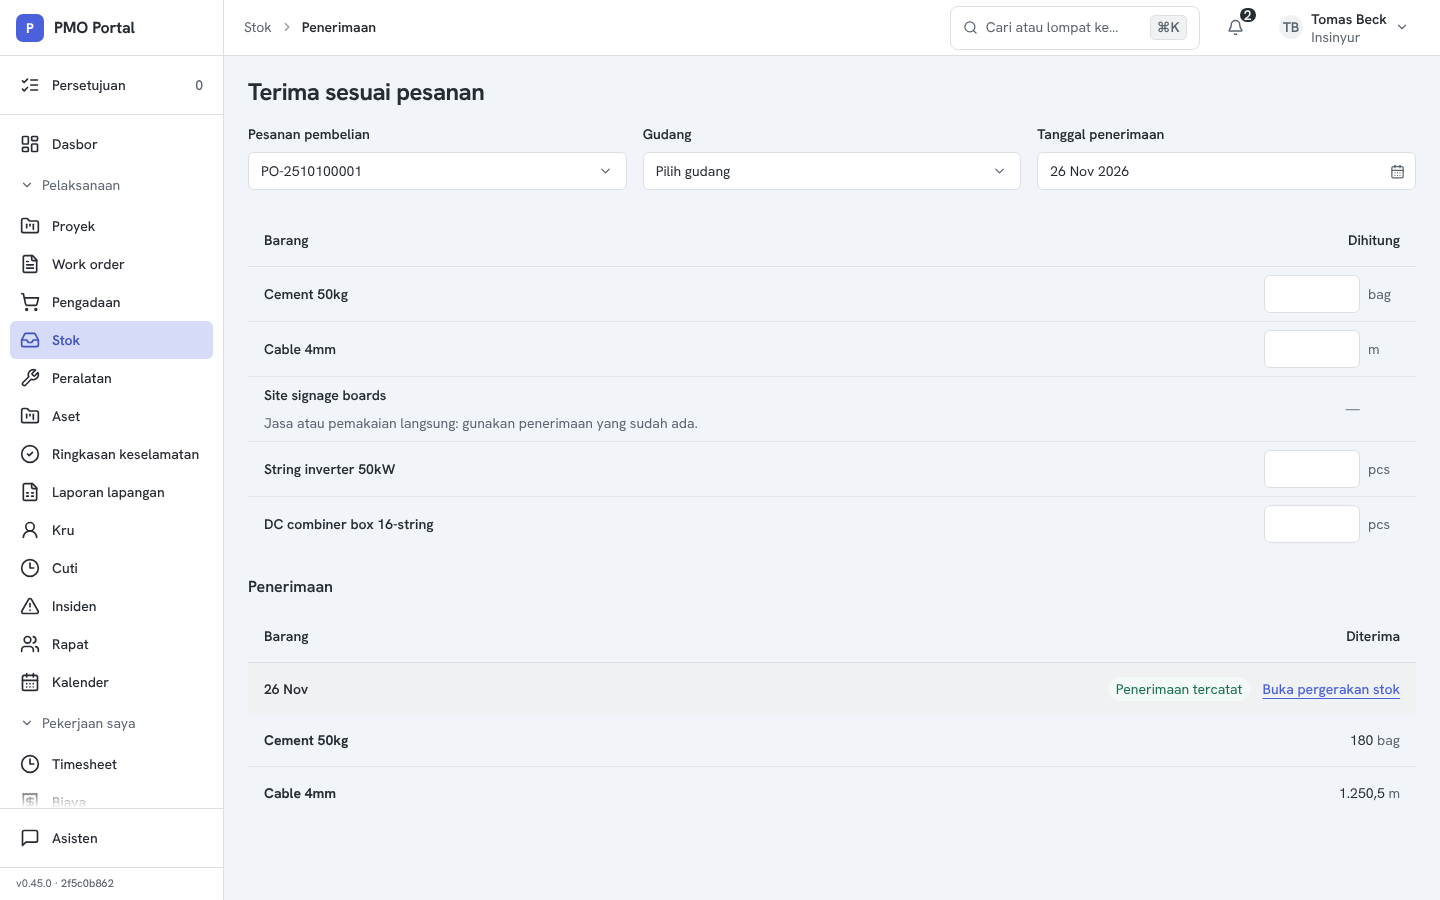 P PMO Portal
Stok > Penerimaan
Cari atau lompat ke... ⌘K
2
TB
Tomas Beck
Insinyur
Persetujuan 0
Dasbor
Pelaksanaan
Proyek
Work order
Pengadaan
Stok
Peralatan
Aset
Ringkasan keselamatan
Laporan lapangan
Kru
Cuti
Insiden
Rapat
Kalender
Pekerjaan saya
Timesheet
Biaya
Asisten
v0.45.0 · 2f5c0b862
Terima sesuai pesanan
Pesanan pembelian Gudang Tanggal penerimaan
PO-2510100001 Pilih gudang 26 Nov 2026
Barang Dihitung
Cement 50kg bag
Cable 4mm m
Site signage boards —
Jasa atau pemakaian langsung: gunakan penerimaan yang sudah ada.
String inverter 50kW pcs
DC combiner box 16-string pcs
Penerimaan
Barang Diterima
26 Nov Penerimaan tercatat Buka pergerakan stok
Cement 50kg 180 bag
Cable 4mm 1.250,5 m